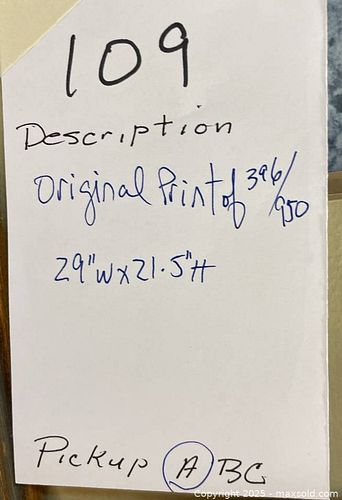 109
Description
Original Print of 396/950
29"W x 21.5"H
Pickup A BC
Copyright 2025 - maxsold.com